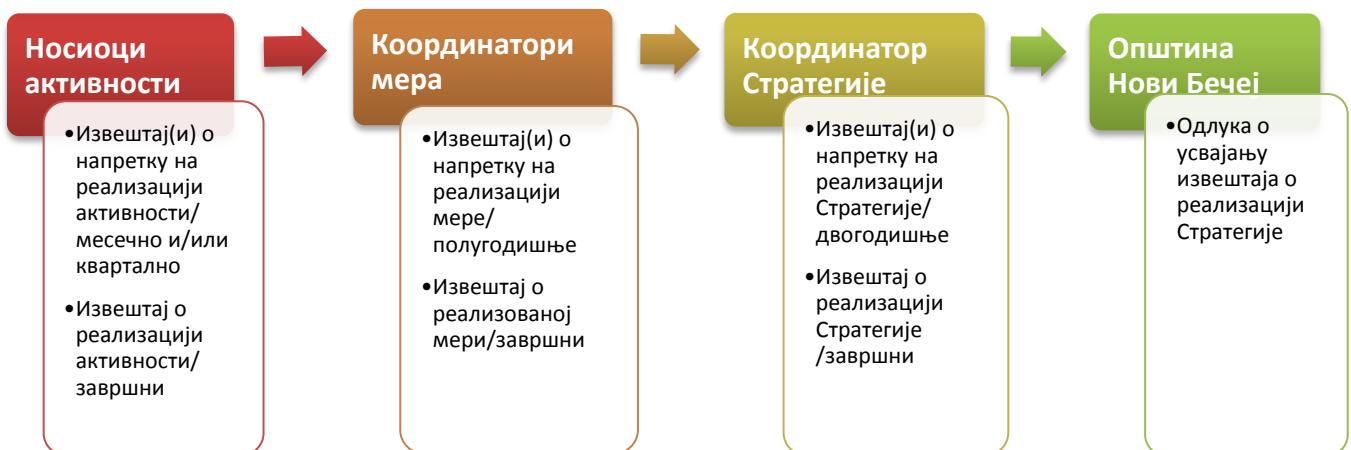 Носиоци
активности
•Извештај(и) о
напретку на
реализацији
активности/
месечно и/или
квартално
•Извештај о
реализацији
активности/
завршни
Координатори
мера
•Извештај(и) о
напретку на
реализацији
мере/
полугодишње
•Извештај о
реализованој
мери/завршни
Координатор
Стратегије
•Извештај(и) о
напретку на
реализацији
Стратегије/
двогодишње
•Извештај о
реализацији
Стратегије
/завршни
Општина
Нови Бечеј
•Одлука о
усвајању
извештаја о
реализацији
Стратегије